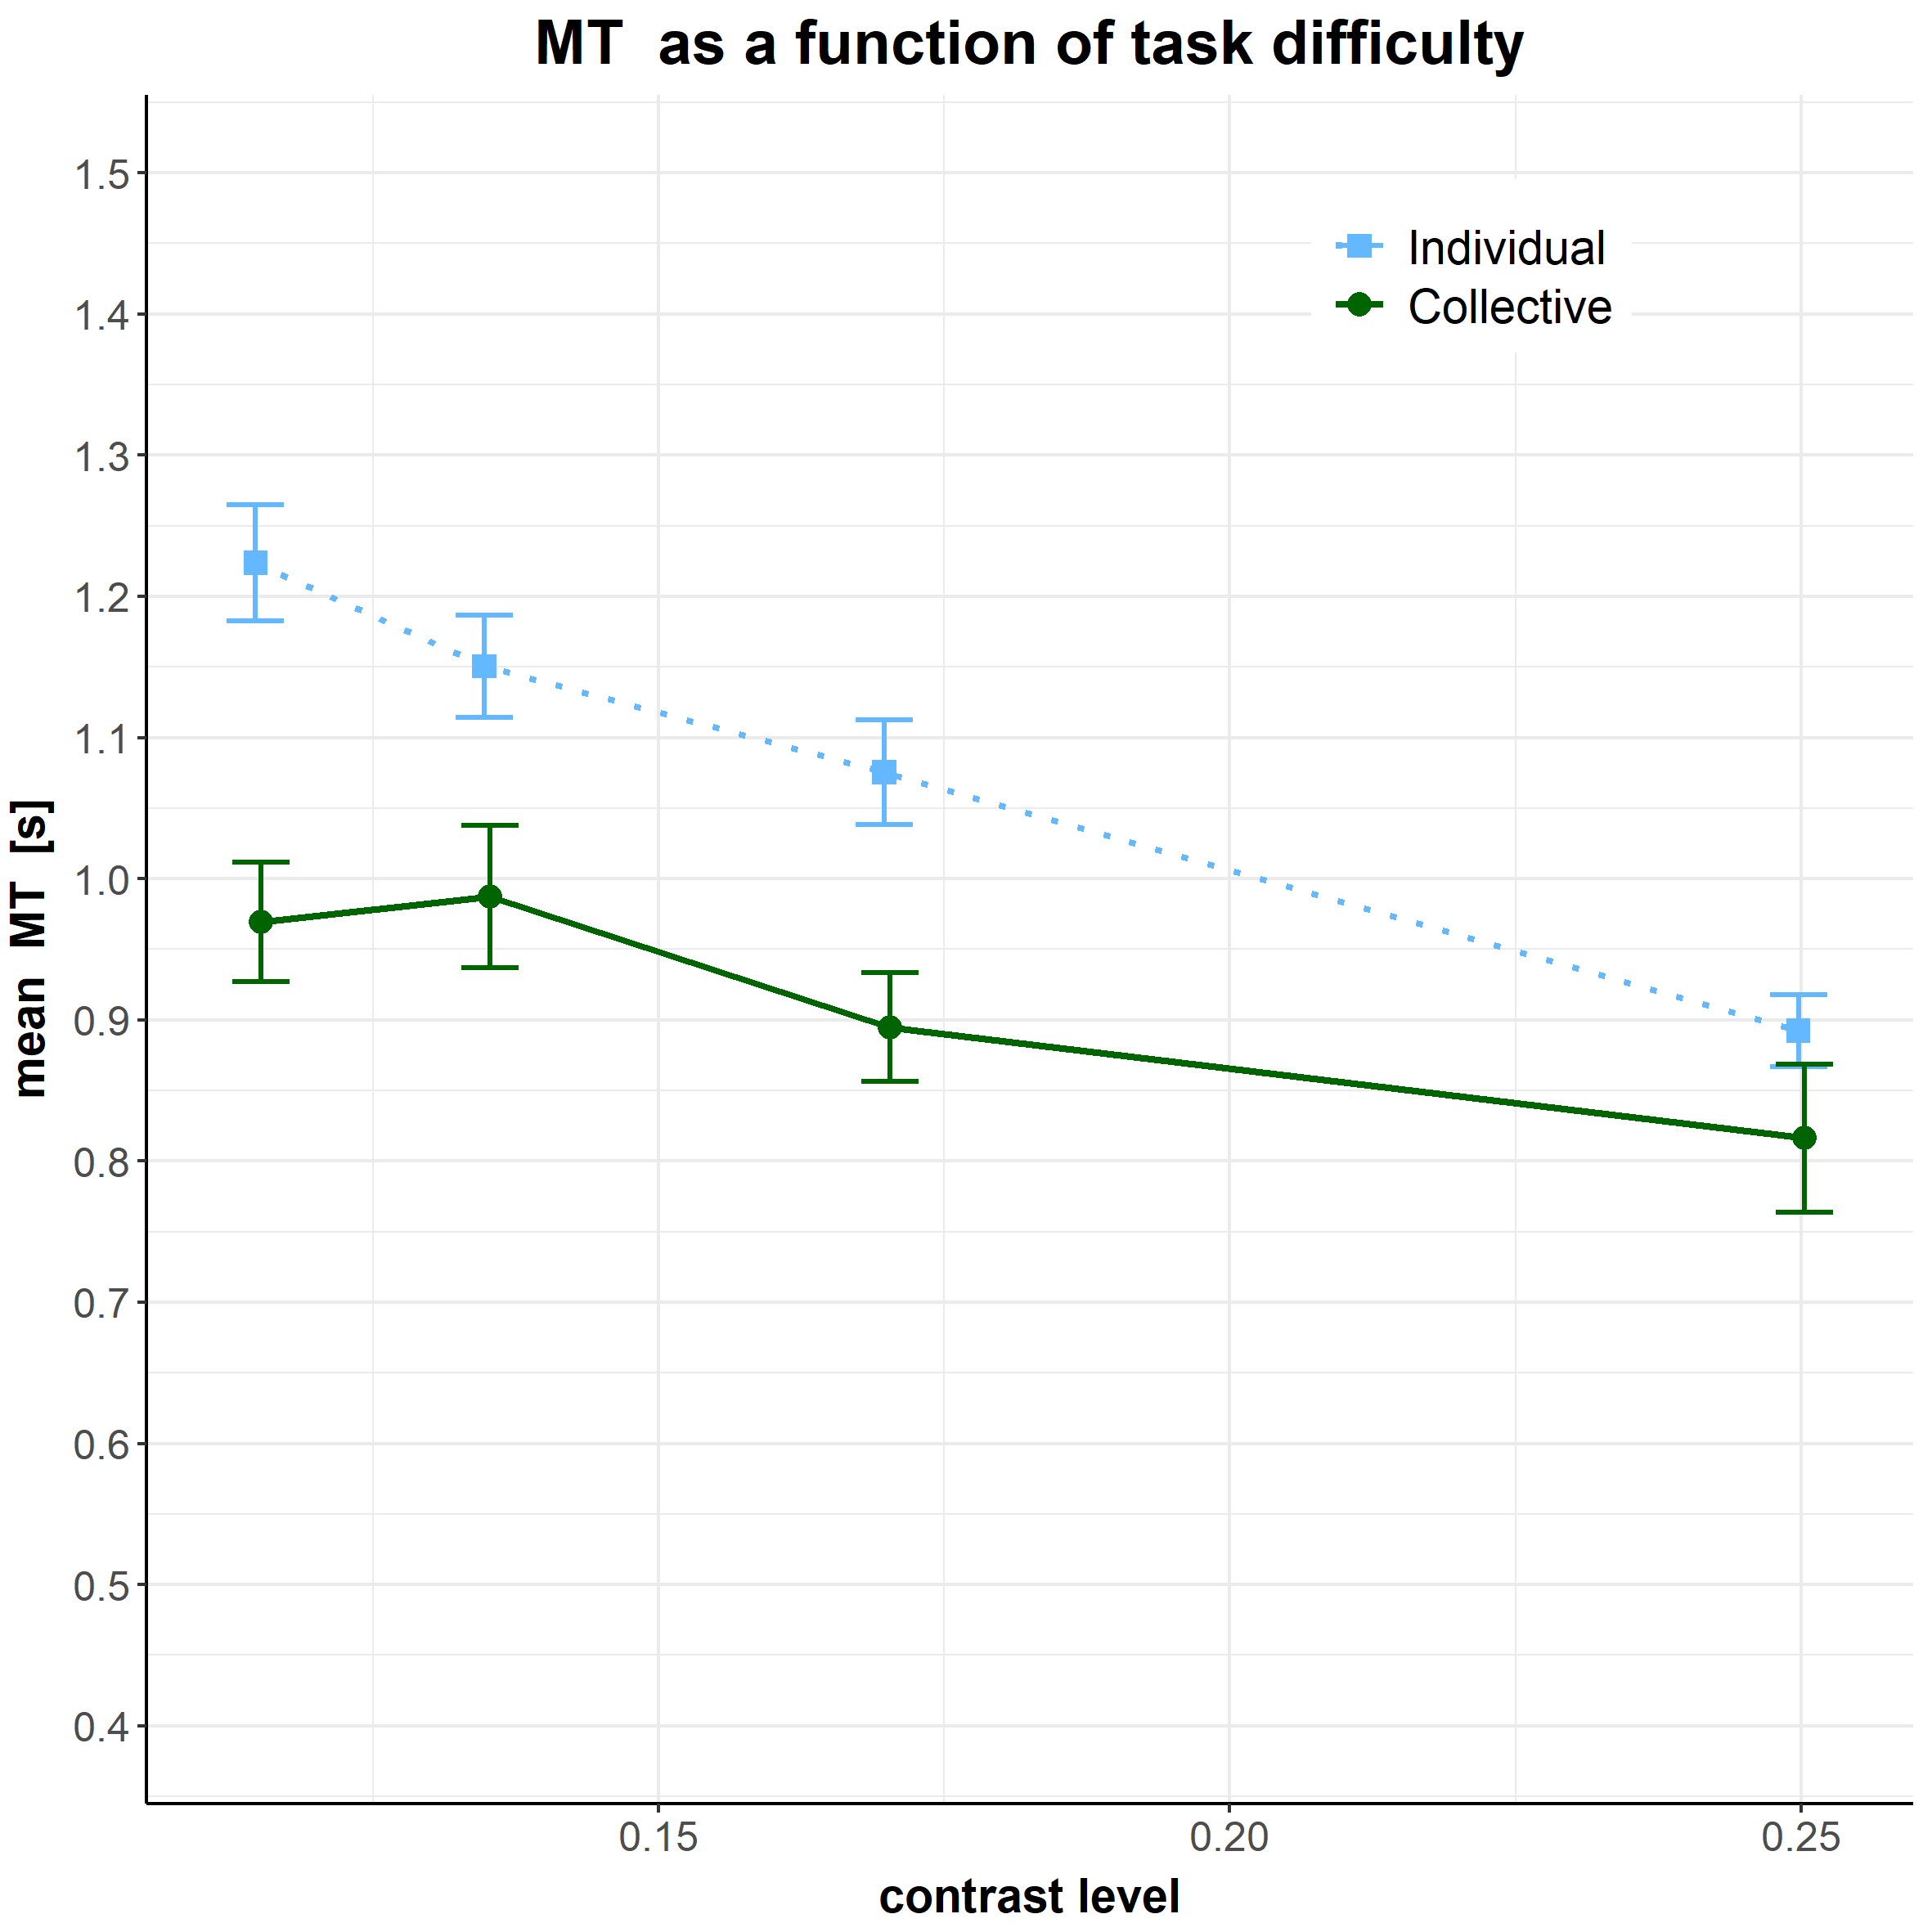 MT  as a function of task difficulty
Individual
Collective
1.5
1.4
1.3
1.2
1.1
1.0
0.9
0.8
0.7
0.6
0.5
0.4
mean  MT  [s]
0.15 0.20 0.25
contrast level